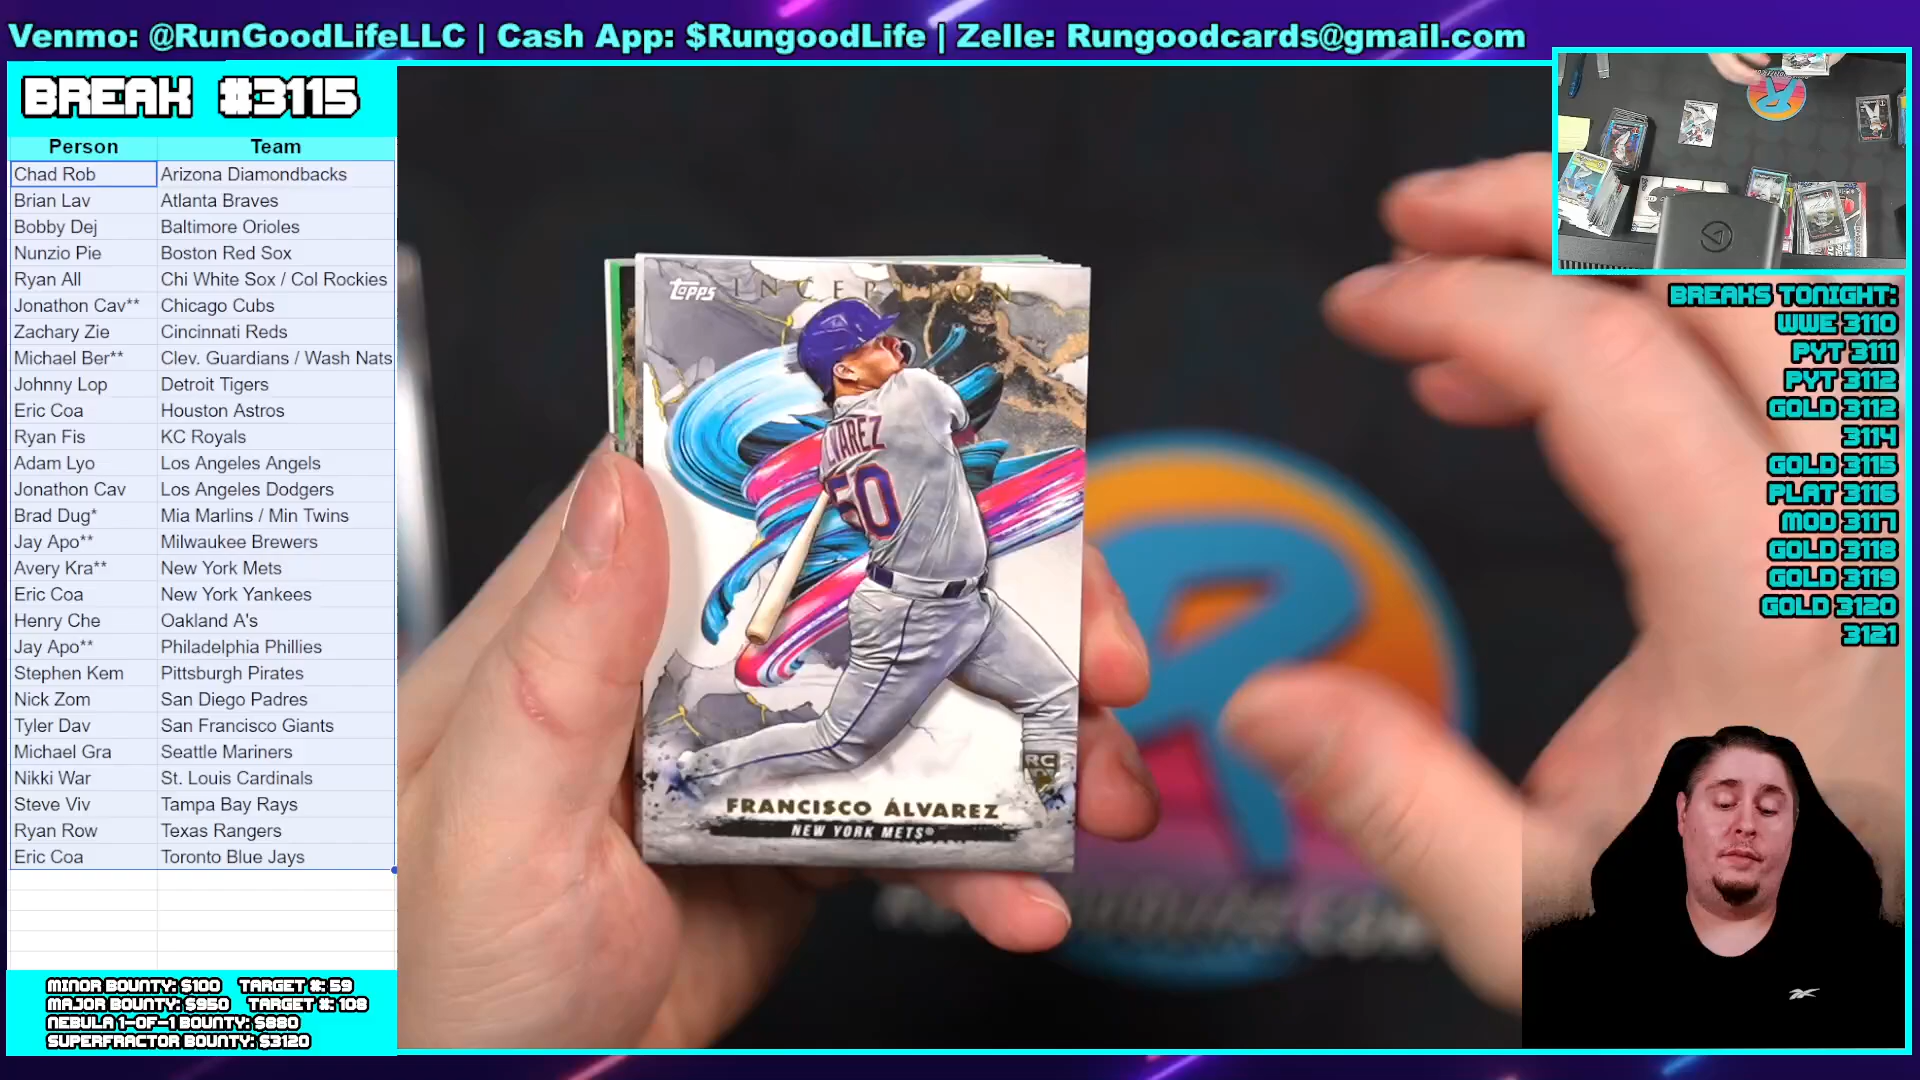 Venmo: @RunGoodLifeLLC | Cash App: $RungoodLife | Zelle: Rungoodcards@gmail.com
BREAK #3115
Person Team
Chad Rob Arizona Diamondbacks
Brian Lav Atlanta Braves
Bobby Dej Baltimore Orioles
Nunzio Pie Boston Red Sox
Ryan All Chi White Sox / Col Rockies
Jonathon Cav** Chicago Cubs
Zachary Zie Cincinnati Reds
Michael Ber** Clev. Guardians / Wash Nats
Johnny Lop Detroit Tigers
Eric Coa Houston Astros
Ryan Fis KC Royals
Adam Lyo Los Angeles Angels
Jonathon Cav Los Angeles Dodgers
Brad Dug* Mia Marlins / Min Twins
Jay Apo** Milwaukee Brewers
Avery Kra** New York Mets
Eric Coa New York Yankees
Henry Che Oakland A's
Jay Apo** Philadelphia Phillies
Stephen Kem Pittsburgh Pirates
Nick Zom San Diego Padres
Tyler Dav San Francisco Giants
Michael Gra Seattle Mariners
Nikki War St. Louis Cardinals
Steve Viv Tampa Bay Rays
Ryan Row Texas Rangers
Eric Coa Toronto Blue Jays
MINOR BOUNTY: $100 TARGET #: 59
MAJOR BOUNTY: $950 TARGET #: 108
NEBULA 1-OF-1 BOUNTY: $880
SUPERFRACTOR BOUNTY: $3120
Topps INCEPTION
LVAREZ
50
RC
FRANCISCO ÁLVAREZ
NEW YORK METS®
BREAKS TONIGHT:
WWE 3110
PYT 3111
PYT 3112
GOLD 3112
3114
GOLD 3115
PLAT 3116
MOD 3117
GOLD 3118
GOLD 3119
GOLD 3120
3121